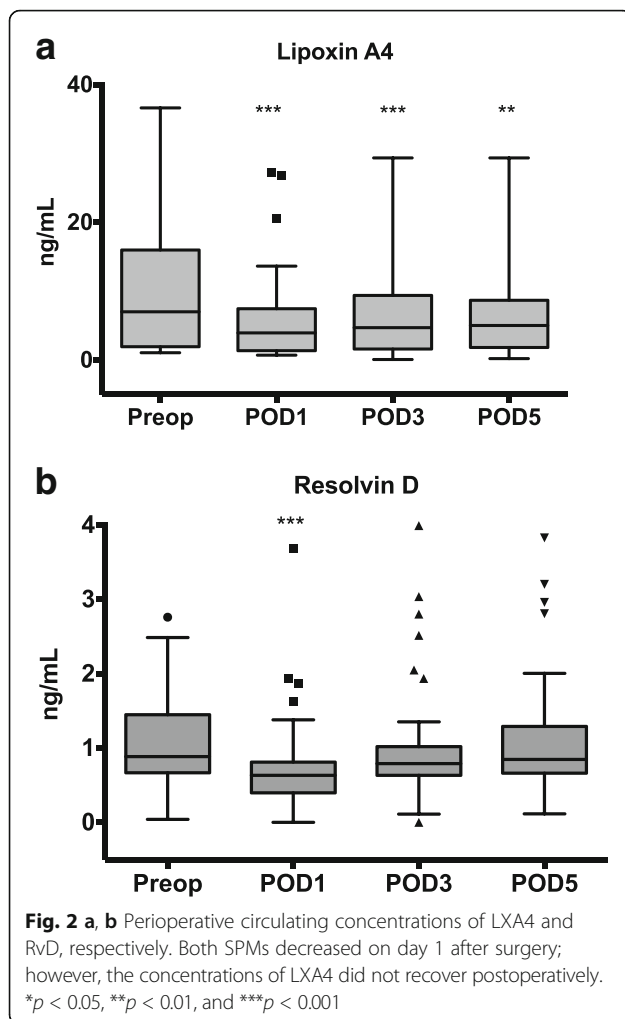 a
Lipoxin A4
40
***
***
**
20
0
ng/mL
Preop POD1 POD3 POD5
b
Resolvin D
4
***
3
2
1
0
ng/mL
Preop POD1 POD3 POD5
Fig. 2 a, b Perioperative circulating concentrations of LXA4 and
RvD, respectively. Both SPMs decreased on day 1 after surgery;
however, the concentrations of LXA4 did not recover postoperatively.
*p < 0.05, **p < 0.01, and ***p < 0.001